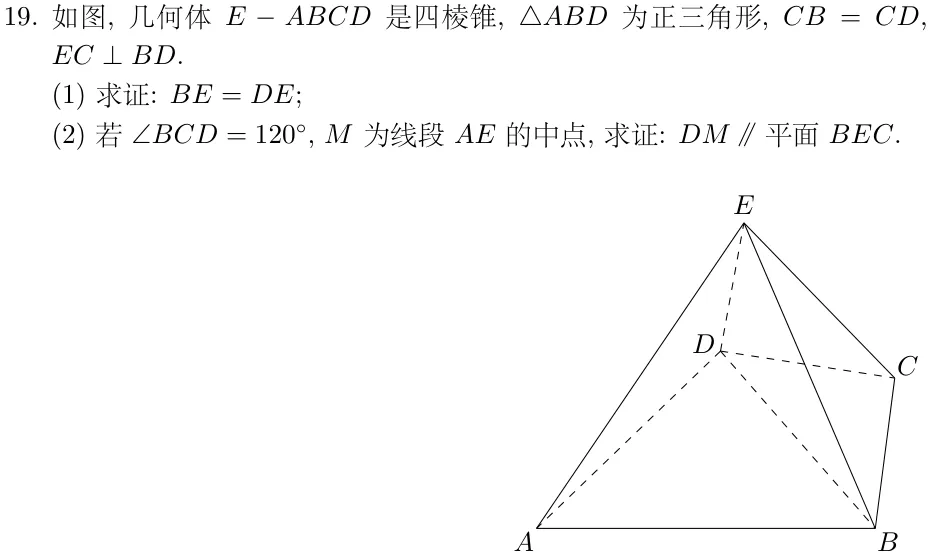 19. 如图, 几何体 E − ABCD 是四棱锥, △ABD 为正三角形, CB = CD,
EC ⊥ BD.
(1) 求证: BE = DE;
(2) 若 ∠BCD = 120°, M 为线段 AE 的中点, 求证: DM ∥ 平面 BEC.
E
D
C
A
B